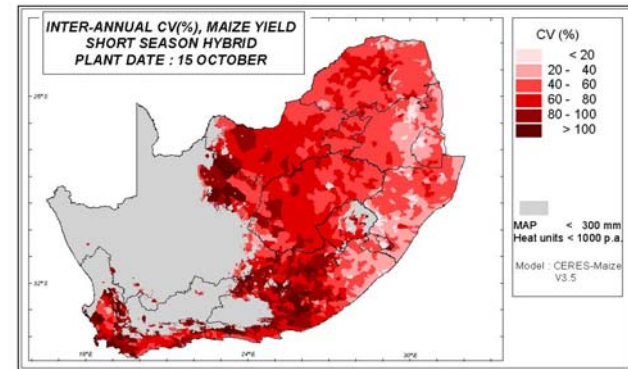 INTER-ANNUAL CV(%), MAIZE YIELD
SHORT SEASON HYBRID
PLANT DATE : 15 OCTOBER
CV (%)
< 20
20 - 40
40 - 60
60 - 80
80 - 100
> 100
MAP < 300 mm
Heat units < 1000 p.a.
Model : CERES-Maize
V3.5